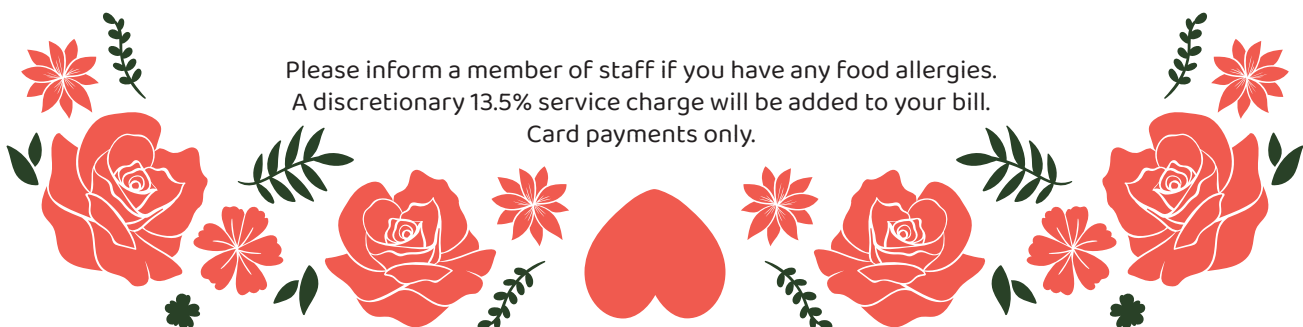 Please inform a member of staff if you have any food allergies.
A discretionary 13.5% service charge will be added to your bill.
Card payments only.